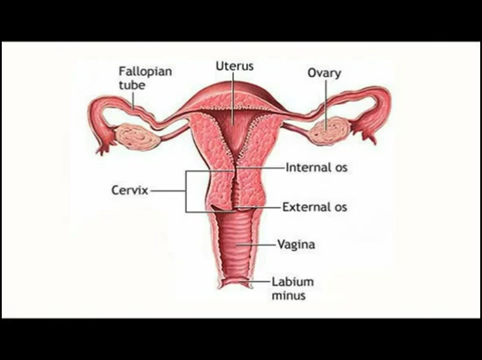 Uterus
Fallopian
tube
Ovary
Internal os
Cervix
External os
Vagina
Labium
minus